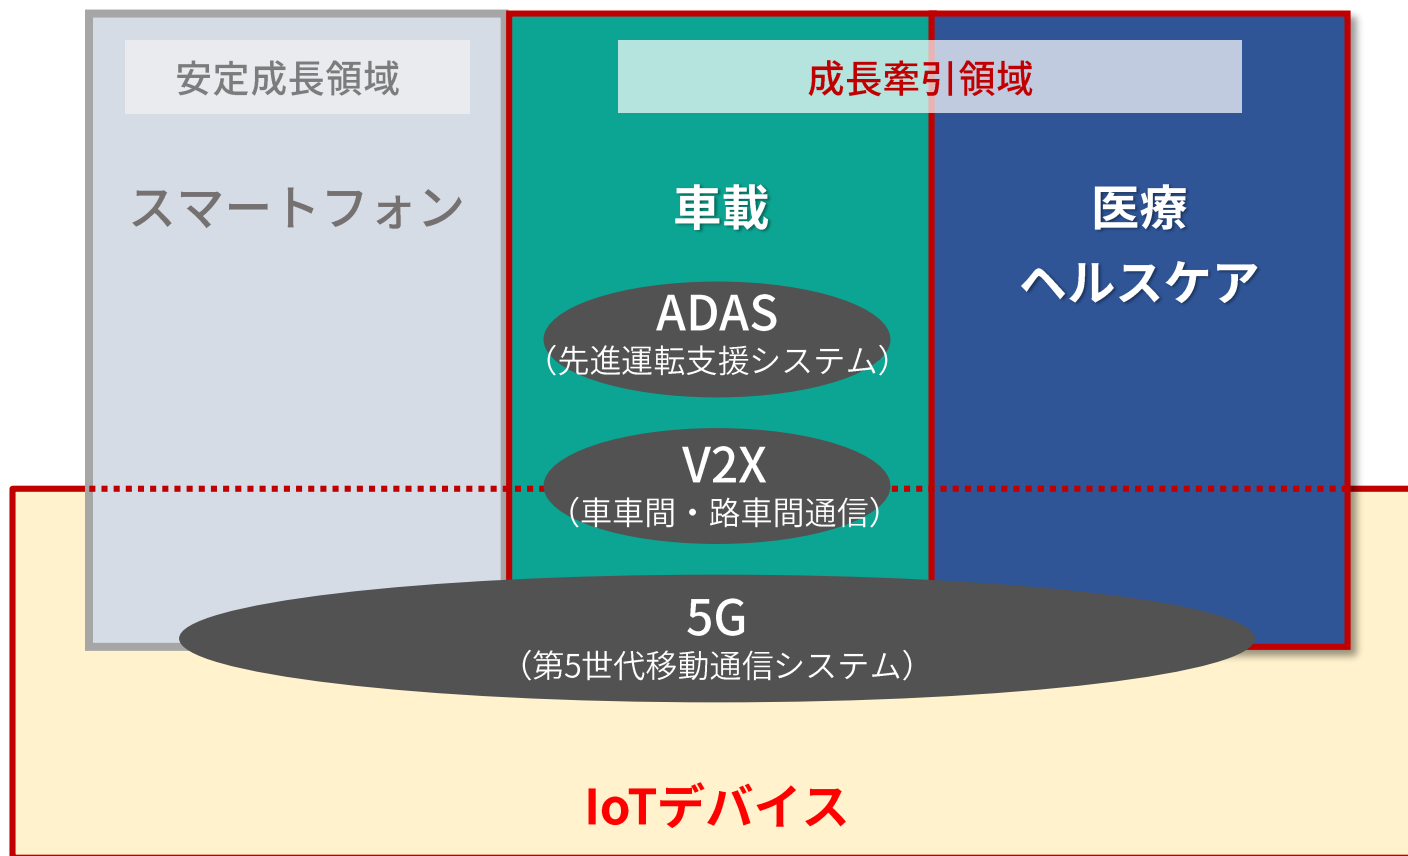 安定成長領域
成長牽引領域
スマートフォン
車載
医療
ヘルスケア
ADAS
（先進運転支援システム）
V2X
（車車間・路車間通信）
5G
（第5世代移動通信システム）
IoTデバイス